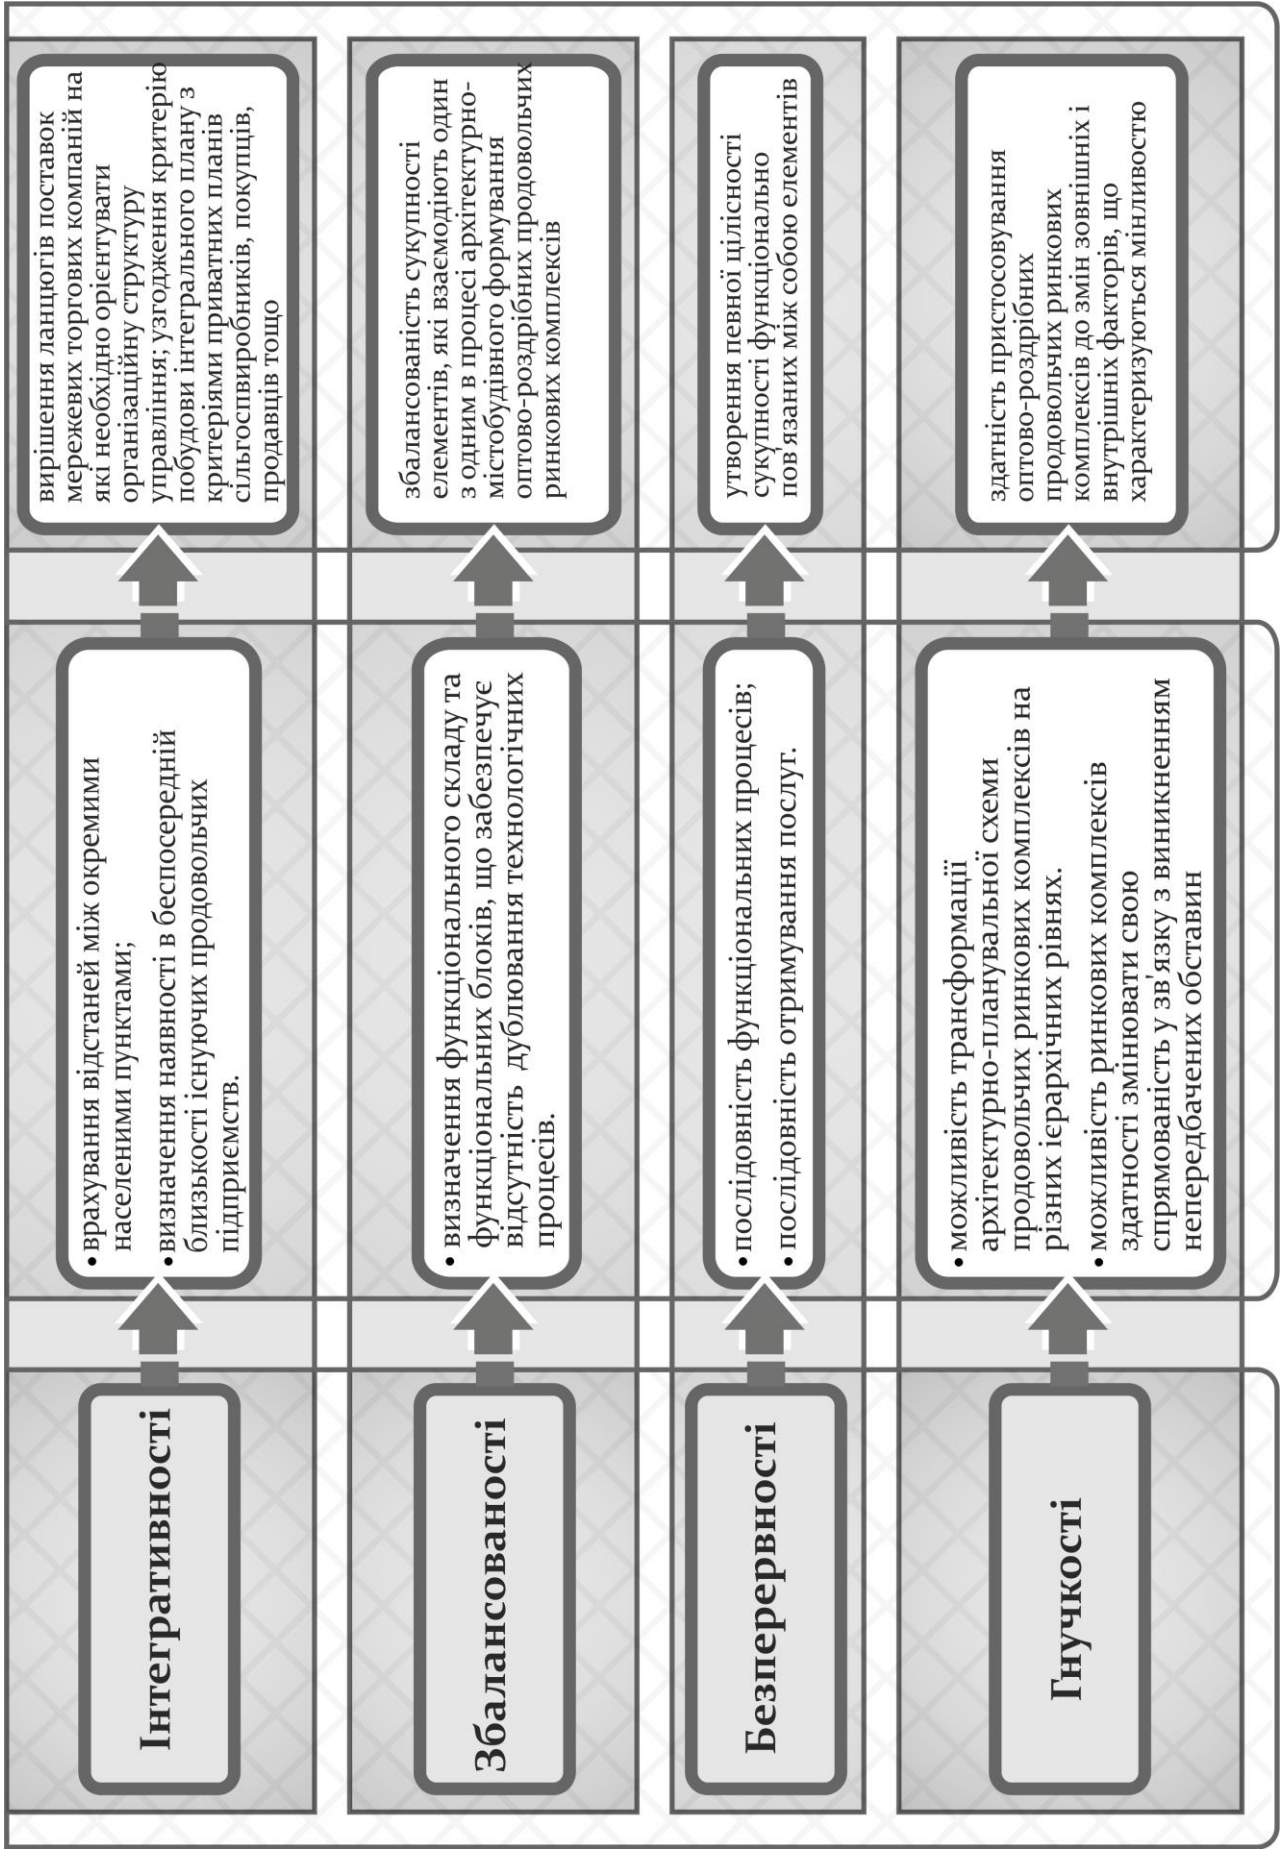 Інтегративності
• врахування відстаней між окремими
населеними пунктами;
• визначення наявності в беспосередній
близькості існуючих продовольчих
підприємств.
вирішення ланцюгів поставок
мережевих торгових компаній на
які необхідно орієнтувати
організаційну структуру
управління; узгодження критерію
побудови інтегрального плану з
критеріями приватних планів
сільгоспвиробників, покупців,
продавців тощо
Збалансованості
• визначення функціонального складу та
функціональних блоків, що забезпечує
відсутність дублювання технологічних
процесів.
збалансованість сукупності
елементів, які взаємодіють один
з одним в процесі архітектурно-
містобудівного формування
оптово-роздрібних продовольчих
ринкових комплексів
Безперервності
• послідовність функціональних процесів;
• послідовність отримування послуг.
утворення певної цілісності
сукупності функціонально
пов'язаних між собою елементів
Гнучкості
• можливість трансформації
архітектурно-планувальної схеми
продовольчих ринкових комплексів на
різних ієрархічних рівнях.
• можливість ринкових комплексів
здатності змінювати свою
спрямованість у зв'язку з виникненням
непередбачених обставин
здатність пристосовування
оптово-роздрібних
продовольчих ринкових
комплексів до змін зовнішніх і
внутрішніх факторів, що
характеризуються мінливостю